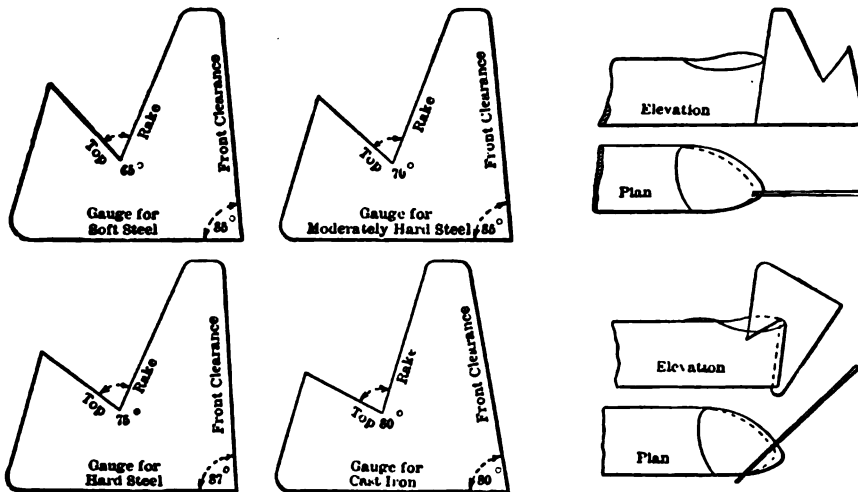 Top
Rake
65°
Front Clearance
Gauge for
Soft Steel
85°
Top
Rake
70°
Front Clearance
Gauge for
Moderately Hard Steel
85°
Elevation
Plan
Top
Rake
75°
Front Clearance
Gauge for
Hard Steel
87°
Top
Rake
80°
Front Clearance
Gauge for
Cast Iron
80°
Elevation
Plan